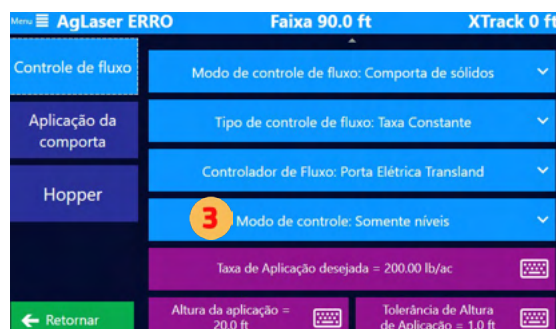 Menu AgLaser ERRO Faixa 90.0 ft XTrack 0 ft
Controle de fluxo
Modo de controle de fluxo: Comporta de sólidos
Aplicação da
comporta
Tipo de controle de fluxo: Taxa Constante
Controlador de Fluxo: Porta Elétrica Transland
Hopper
3 Modo de controle: Somente níveis
Taxa de Aplicação desejada = 200.00 lb/ac
Retornar
Altura da aplicação =
20.0 ft
Tolerância de Altura
de Aplicação = 1.0 ft